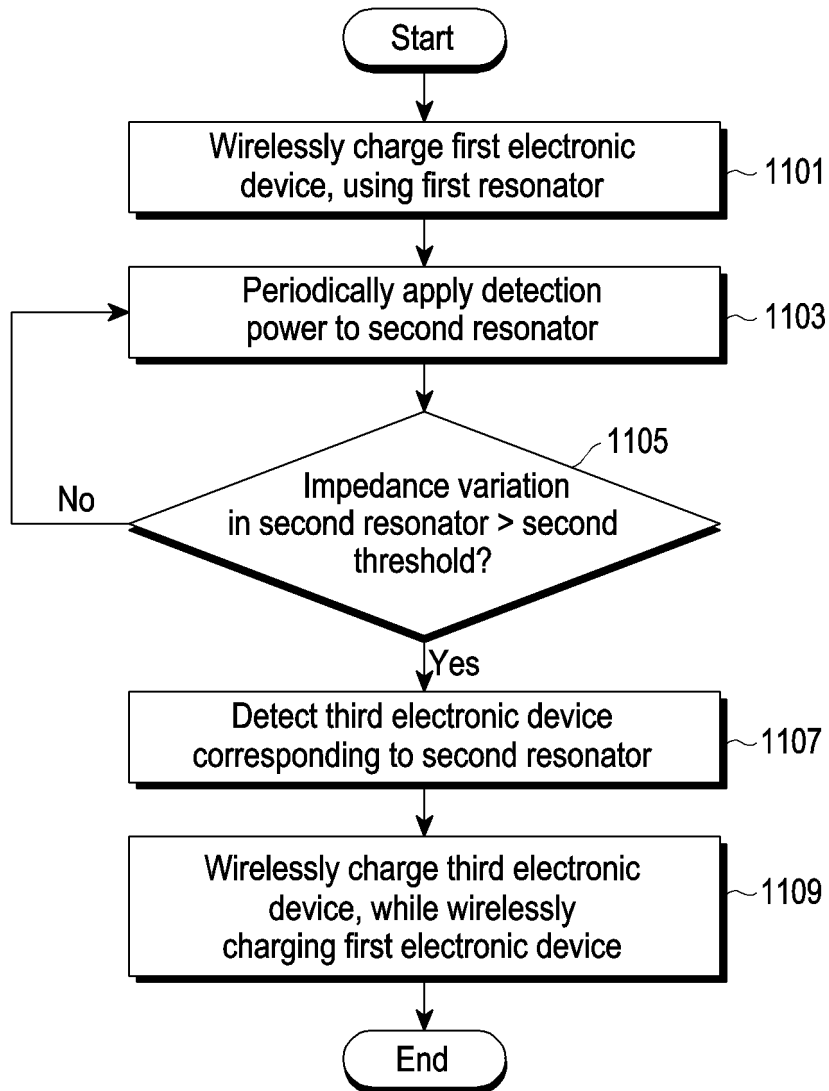 Start
Wirelessly charge first electronic
device, using first resonator
1101
Periodically apply detection
power to second resonator
1103
1105
Impedance variation
in second resonator > second
threshold?
No
Yes
Detect third electronic device
corresponding to second resonator
1107
Wirelessly charge third electronic
device, while wirelessly
charging first electronic device
1109
End